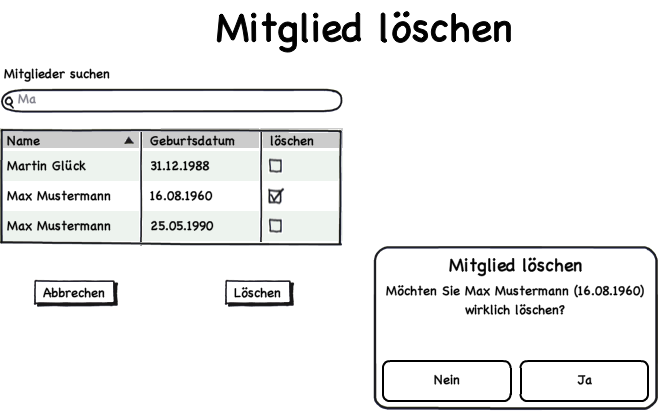 Mitglied löschen
Mitglieder suchen
Ma
Name Geburtsdatum löschen
Martin Glück 31.12.1988
Max Mustermann 16.08.1960
Max Mustermann 25.05.1990
Abbrechen Löschen
Mitglied löschen
Möchten Sie Max Mustermann (16.08.1960)
wirklich löschen?
Nein Ja